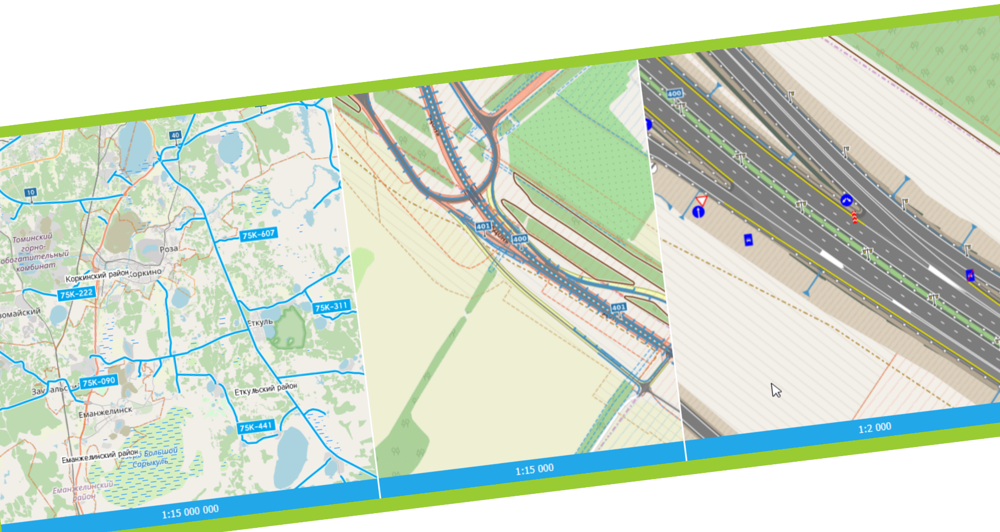 40
10
75К-607
Томинский
горно-
обогатительный
комбинат
Роза
Коркинский район
Коркино
75К-222
75К-311
Еткуль
75К-090
Еткульский район
Еманжелинск
75К-441
Еманжелинский район
Большой
Сарыкуль
Еманжелинский
район
1:15 000 000
401
400
401
1:15 000
400
1:2 000